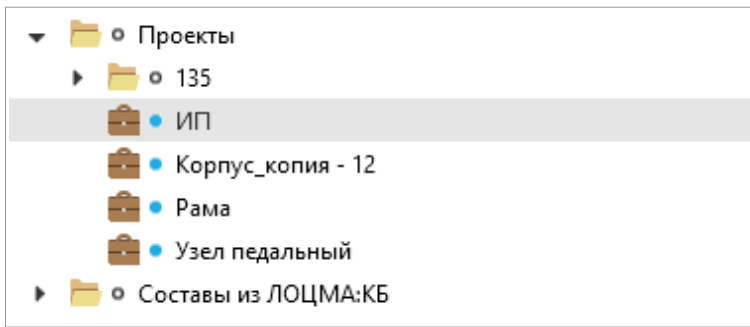 Проекты
135
ИП
Корпус_копия - 12
Рама
Узел педальный
Составы из ЛОЦМА:КБ